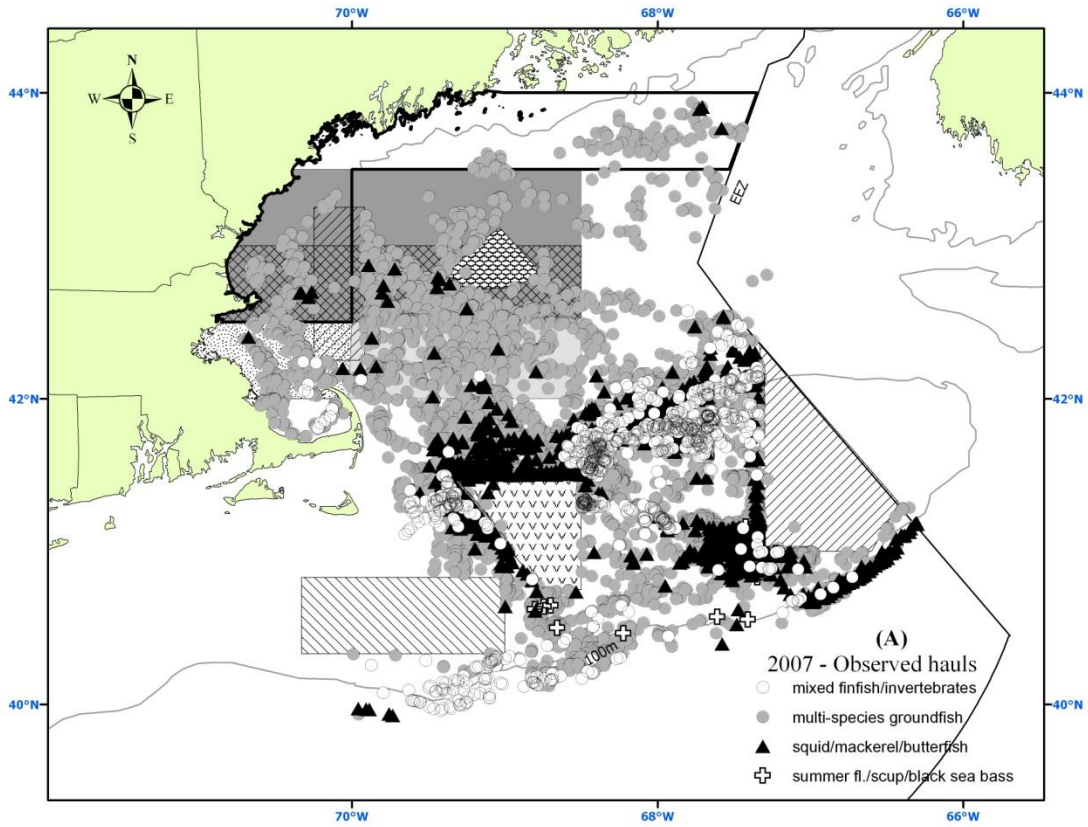 70°W 68°W 66°W
N
W E
S
44°N 44°N
EEZ
42°N 42°N
100m
(A)
2007 - Observed hauls
mixed finfish/invertebrates
multi-species groundfish
squid/mackerel/butterfish
summer fl./scup/black sea bass
40°N 40°N
70°W 68°W 66°W